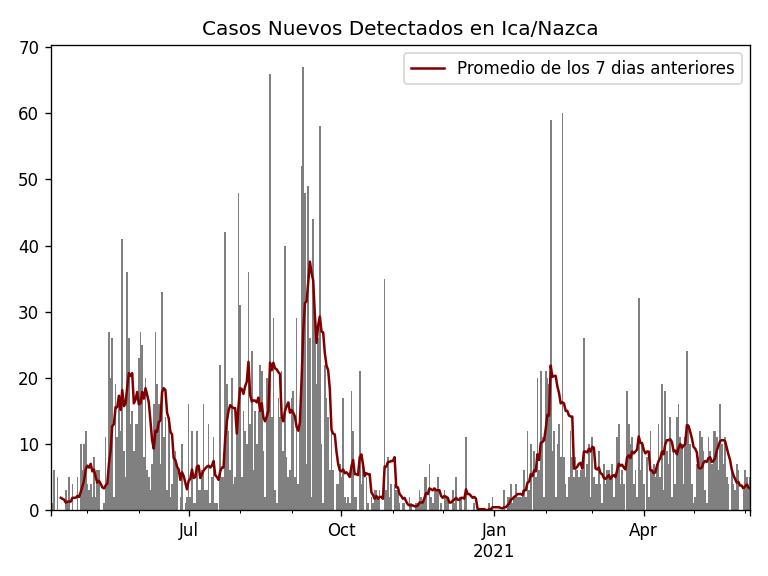 Casos Nuevos Detectados en Ica/Nazca
Promedio de los 7 dias anteriores
70
60
50
40
30
20
10
0
Jul
Oct
Jan
2021
Apr